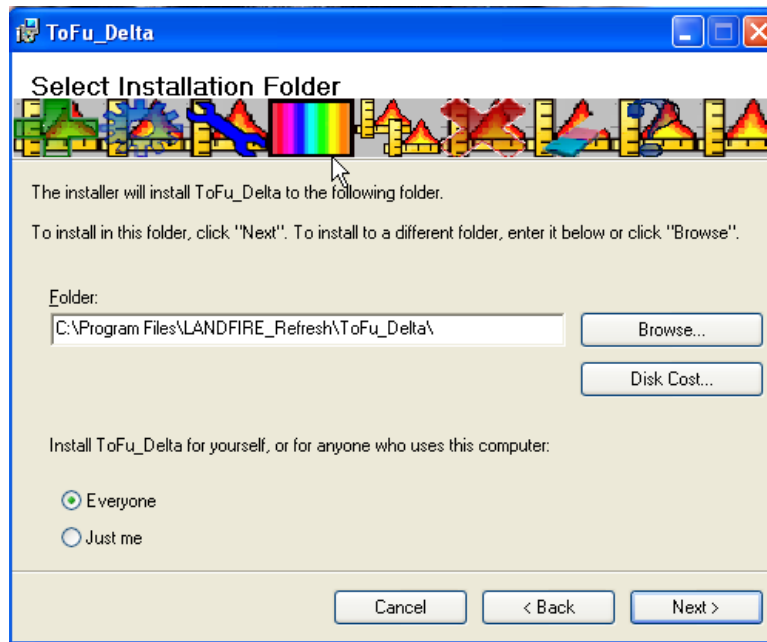 ToFu_Delta
Select Installation Folder
The installer will install ToFu_Delta to the following folder.
To install in this folder, click "Next". To install to a different folder, enter it below or click "Browse".
Folder:
C:\Program Files\LANDFIRE_Refresh\ToFu_Delta\
Browse...
Disk Cost...
Install ToFu_Delta for yourself, or for anyone who uses this computer:
Everyone
Just me
Cancel
< Back
Next >